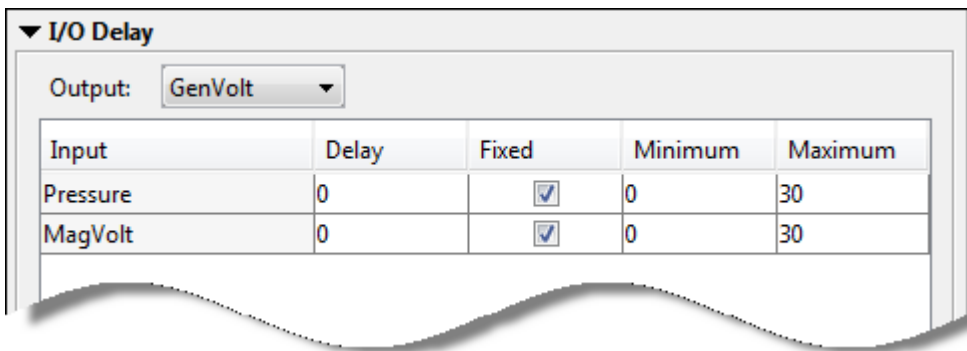 I/O Delay
Output: GenVolt
Input Delay Fixed Minimum Maximum
Pressure 0 0 30
MagVolt 0 0 30